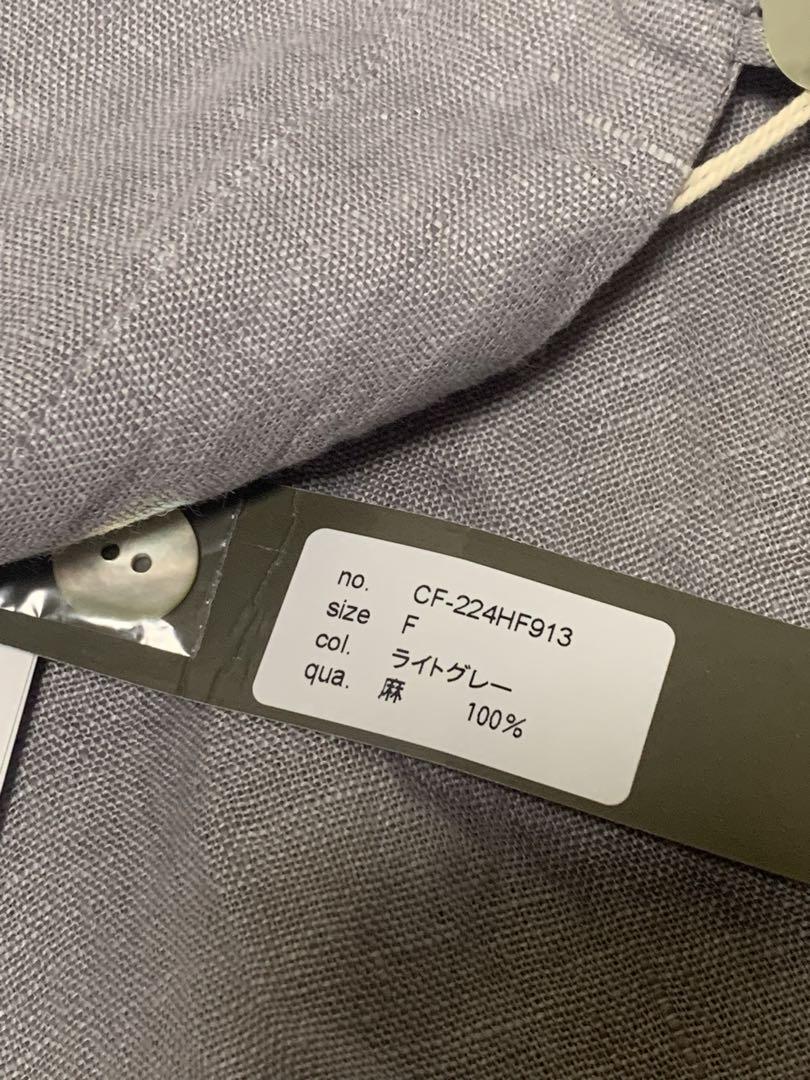 no. CF-224HF913
size F
col. ライトグレー
qua. 麻 100%